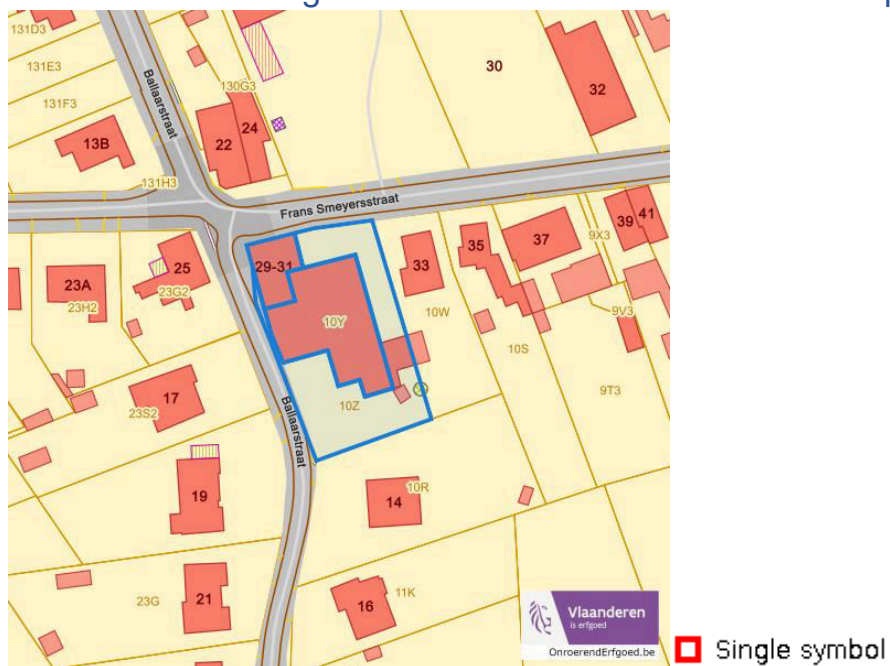 131D3
131E3
131F3
Ballaarstraat
130G3
30
32
22
24
13B
131H3
Frans Smeyersstraat
39
41
9X3
37
35
33
29-31
25
23G2
23A
23H2
10Y
10W
9V3
10S
9T3
17
23S2
10Z
Ballaarstraat
19
14
10R
23G
21
16
11K
Vlaanderen
is erfgoed
OnroerendErfgoed.be
Single symbol